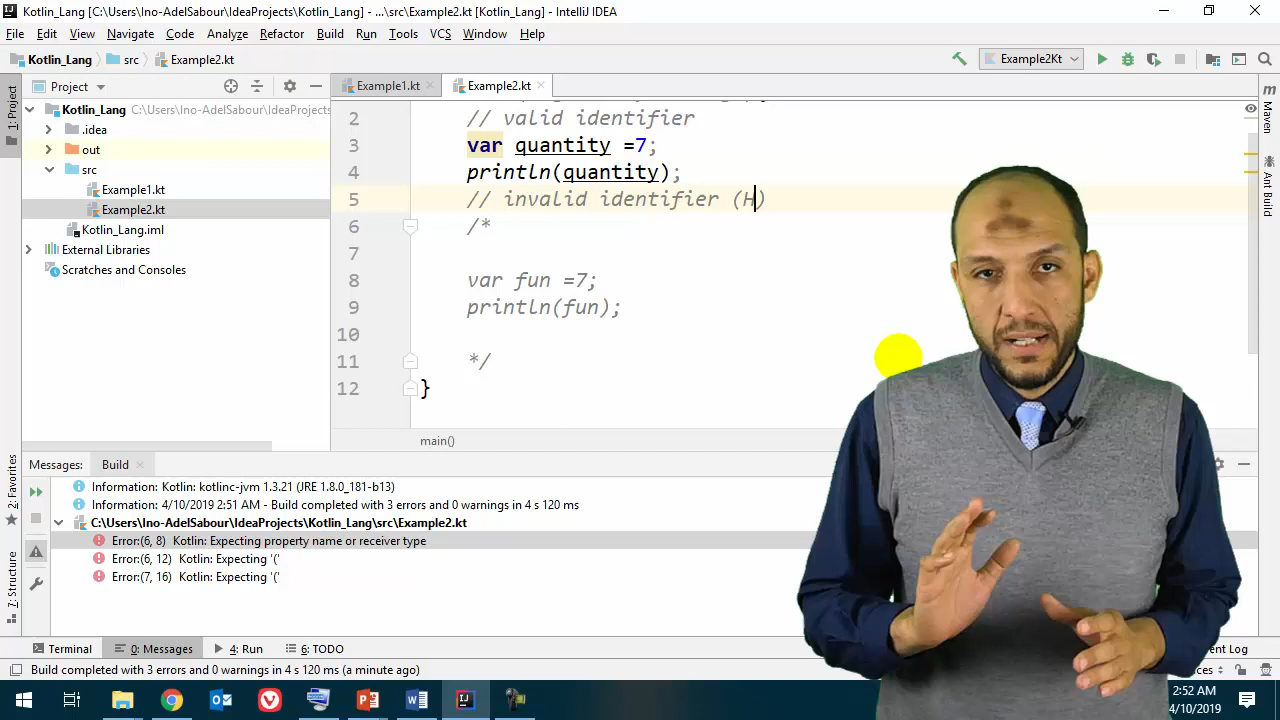 Kotlin_Lang [C:\Users\Ino-AdelSabour\IdeaProjects\Kotlin_Lang] - ...\src\Example2.kt [Kotlin_Lang] - IntelliJ IDEA
File Edit View Navigate Code Analyze Refactor Build Run Tools VCS Window Help
Kotlin_Lang src Example2.kt Example2Kt
1: Project Project Example1.kt Example2.kt Maven
Kotlin_Lang C:\Users\Ino-AdelSabour\IdeaProjects
.idea
out
src
Example1.kt
Example2.kt
Kotlin_Lang.iml
External Libraries
Scratches and Consoles
2 // valid identifier
3 var quantity =7;
4 println(quantity);
5 // invalid identifier (H)
6 /*
7
8 var fun =7;
9 println(fun);
10
11 */
12 }
main()
Ant Build
Messages: Build
2: Favorites
7: Structure
Information: Kotlin: kotlinc-jvm 1.3.21 (JRE 1.8.0_181-b13)
Information: 4/10/2019 2:51 AM - Build completed with 3 errors and 0 warnings in 4 s 120 ms
C:\Users\Ino-AdelSabour\IdeaProjects\Kotlin_Lang\src\Example2.kt
Error:(6, 8) Kotlin: Expecting property name or receiver type
Error:(6, 12) Kotlin: Expecting '('
Error:(7, 16) Kotlin: Expecting '('
Terminal 0: Messages 4: Run 6: TODO Log
Build completed with 3 errors and 0 warnings in 4 s 120 ms (a minute ago)
2:52 AM
4/10/2019